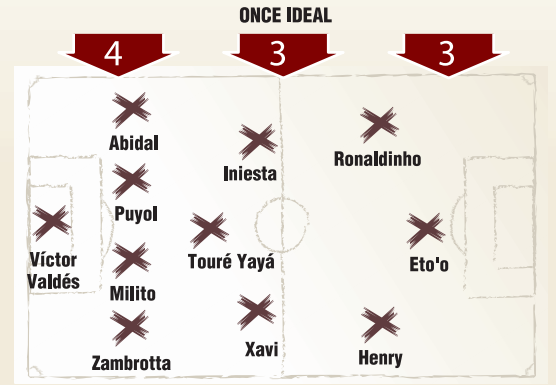 ONCE IDEAL
4 3 3
Abidal
Iniesta
Ronaldinho
Puyol
Víctor
Valdés
Touré Yayá
Eto'o
Milito
Zambrotta
Xavi
Henry